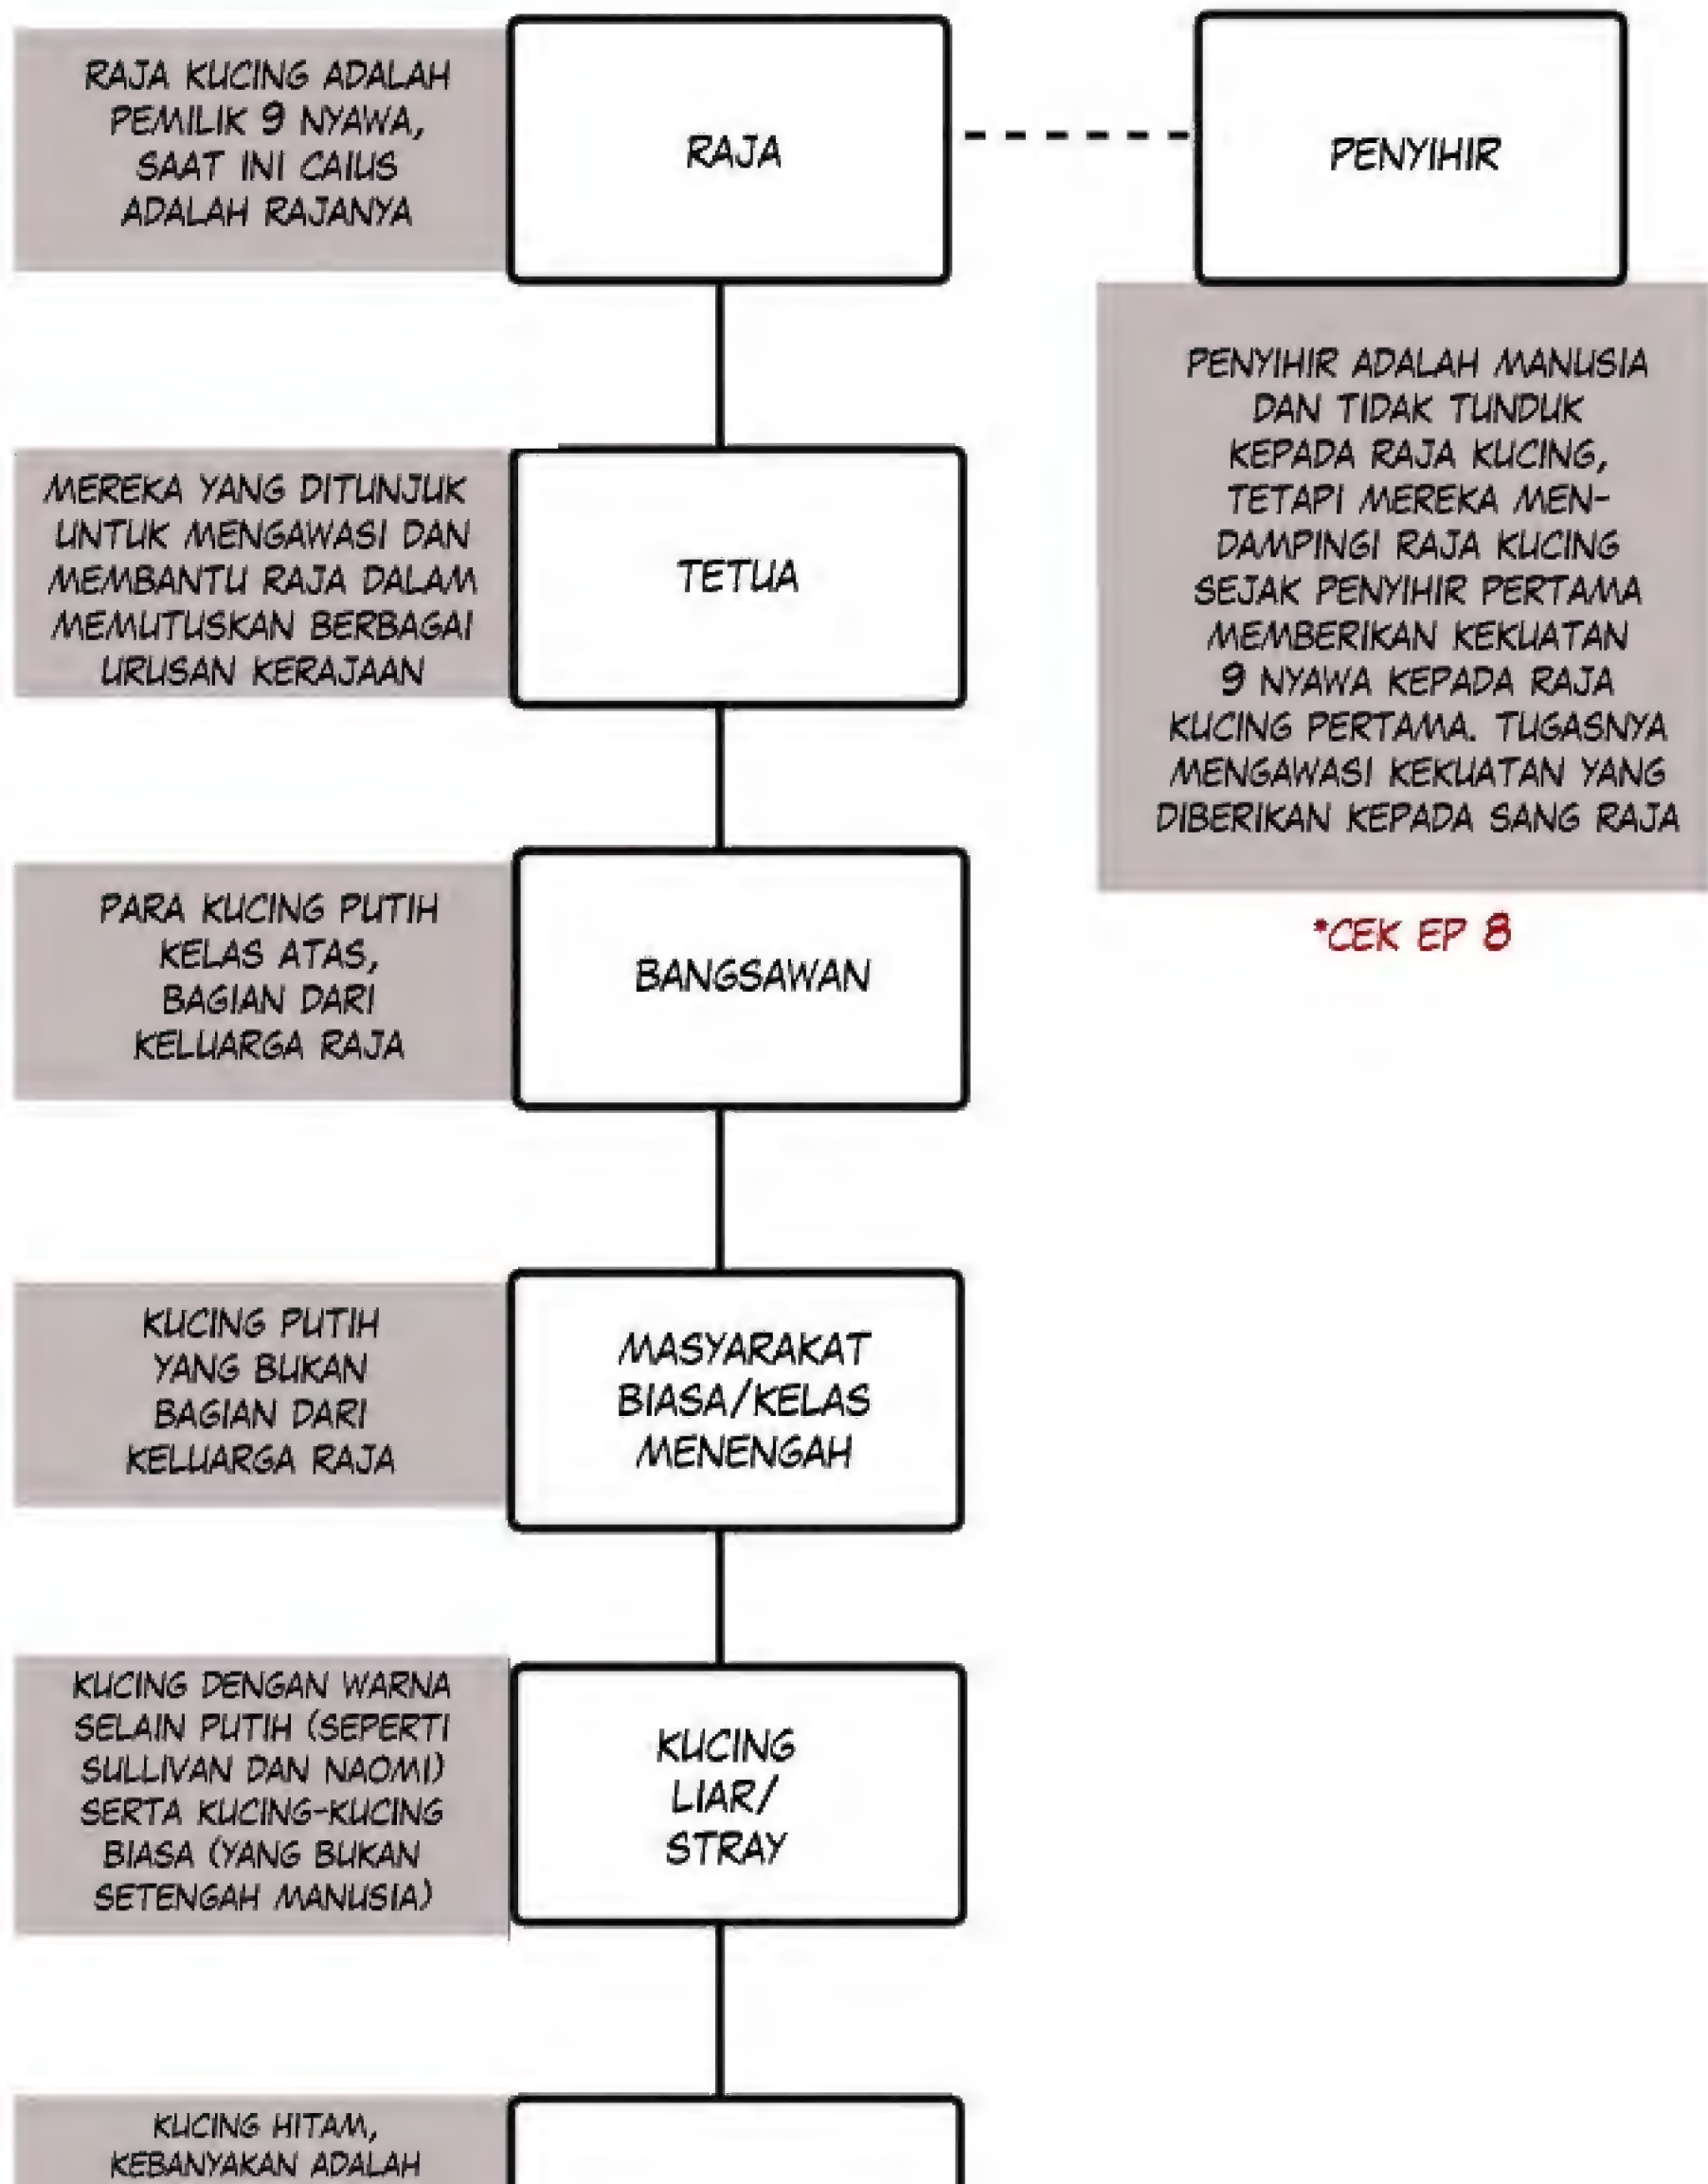 RAJA KUCING ADALAH
PEMILIK 9 NYAWA,
SAAT INI CAIUS
ADALAH RAJANYA
RAJA
PENYIHIR
PENYIHIR ADALAH MANUSIA
DAN TIDAK TUNDUK
KEPADA RAJA KUCING,
TETAPI MEREKA MEN-
DAMPINGI RAJA KUCING
SEJAK PENYIHIR PERTAMA
MEMBERIKAN KEKUATAN
9 NYAWA KEPADA RAJA
KUCING PERTAMA. TUGASNYA
MENGAWASI KEKUATAN YANG
DIBERIKAN KEPADA SANG RAJA
*CEK EP 8
MEREKA YANG DITUNJUK
UNTUK MENGAWASI DAN
MEMBANTU RAJA DALAM
MEMUTUSKAN BERBAGAI
URUSAN KERAJAAN
TETUA
PARA KUCING PUTIH
KELAS ATAS,
BAGIAN DARI
KELUARGA RAJA
BANGSAWAN
KUCING PUTIH
YANG BUKAN
BAGIAN DARI
KELUARGA RAJA
MASYARAKAT
BIASA/KELAS
MENENGAH
KUCING DENGAN WARNA
SELAIN PUTIH (SEPERTI
SULLIVAN DAN NAOMI)
SERTA KUCING-KUCING
BIASA (YANG BUKAN
SETENGAH MANUSIA)
KUCING
LIAR/
STRAY
KUCING HITAM,
KEBANYAKAN ADALAH